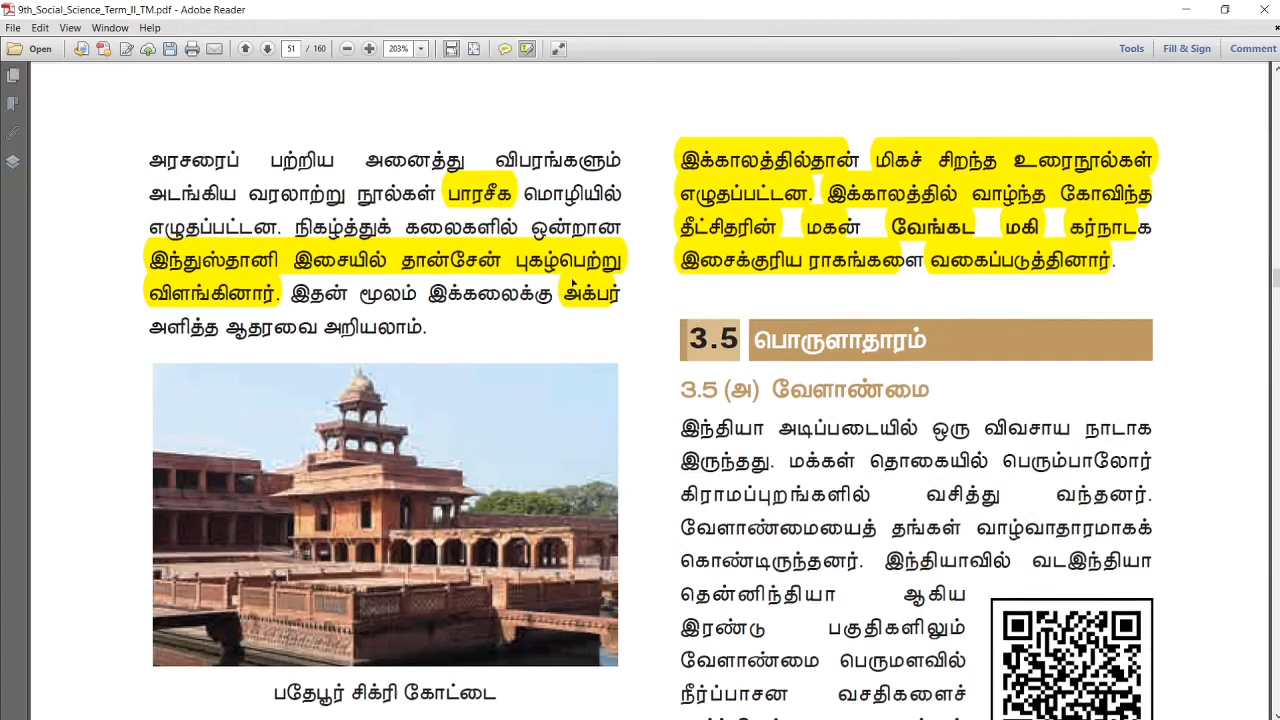 9th_Social_Science_Term_II_TM.pdf - Adobe Reader
File Edit View Window Help
Open 51 / 160 203% Tools Fill & Sign Comment
அரசரைப் பற்றிய அனைத்து விபரங்களும்
அடங்கிய வரலாற்று நூல்கள் பாரசீக மொழியில்
எழுதப்பட்டன. நிகழ்த்துக் கலைகளில் ஒன்றான
இந்துஸ்தானி இசையில் தான்சேன் புகழ்பெற்று
விளங்கினார். இதன் மூலம் இக்கலைக்கு அக்பர்
அளித்த ஆதரவை அறியலாம்.
பதேபூர் சிக்ரி கோட்டை
இக்காலத்தில்தான் மிகச் சிறந்த உரைநூல்கள்
எழுதப்பட்டன. இக்காலத்தில் வாழ்ந்த கோவிந்த
தீட்சிதரின் மகன் வேங்கட மகி கர்நாடக
இசைக்குரிய ராகங்களை வகைப்படுத்தினார்.
3.5 பொருளாதாரம்
3.5 (அ) வேளாண்மை
இந்தியா அடிப்படையில் ஒரு விவசாய நாடாக
இருந்தது. மக்கள் தொகையில் பெரும்பாலோர்
கிராமப்புறங்களில் வசித்து வந்தனர்.
வேளாண்மையைத் தங்கள் வாழ்வாதாரமாகக்
கொண்டிருந்தனர். இந்தியாவில் வடஇந்தியா
தென்னிந்தியா ஆகிய
இரண்டு பகுதிகளிலும்
வேளாண்மை பெருமளவில்
நீர்ப்பாசன வசதிகளைச்